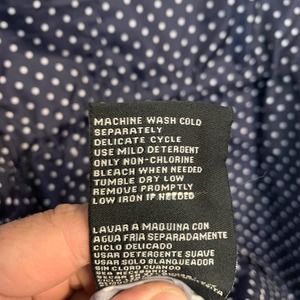 MACHINE WASH COLD
SEPARATELY
DELICATE CYCLE
USE MILD DETERGENT
ONLY NON-CHLORINE
BLEACH WHEN NEEDED
TUMBLE DRY LOW
REMOVE PROMPTLY
LOW IRON IF NEEDED
LAVAR A MAQUINA CON
AGUA FRIA SEPARADAMENTE
CICLO DELICADO
USAR DETERGENTE SUAVE
USAR SOLO BLANQUEADOR
SIN CLORO CUANDO
SEA NECESARIO